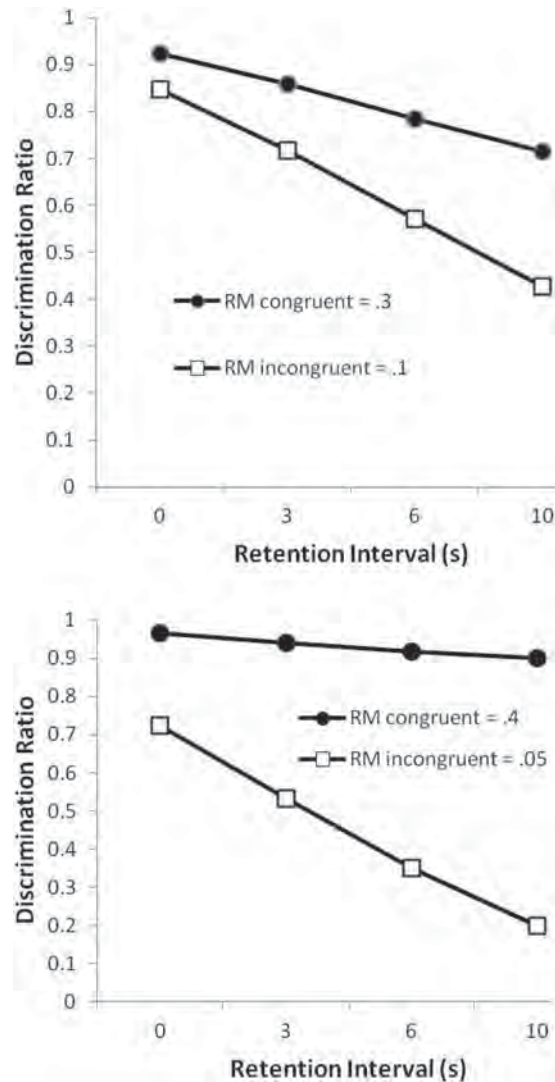 1
0.9
0.8
0.7
0.6
0.5
0.4
0.3
0.2
0.1
0
Discrimination Ratio
RM congruent = .3
RM incongruent = .1
0 3 6 10
Retention Interval (s)
1
0.9
0.8
0.7
0.6
0.5
0.4
0.3
0.2
0.1
0
Discrimination Ratio
RM congruent = .4
RM incongruent = .05
0 3 6 10
Retention Interval (s)